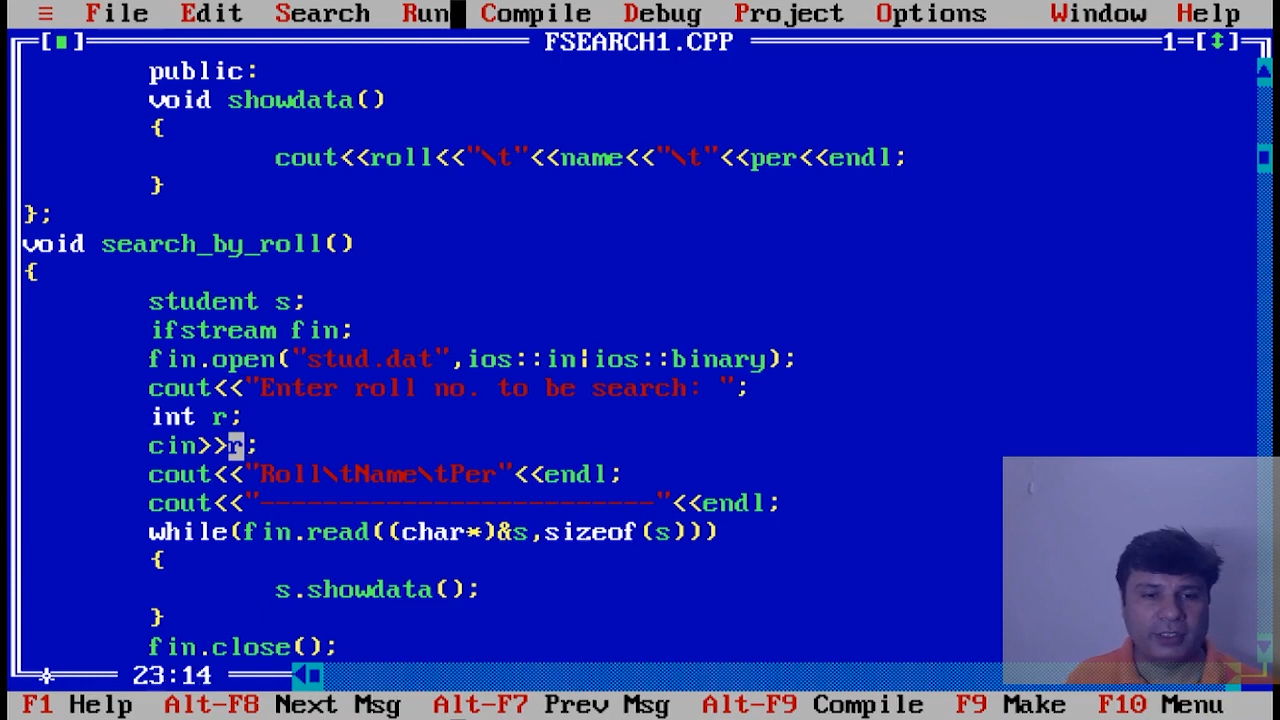 ≡ File Edit Search Run Compile Debug Project Options Window Help
[■] FSEARCH1.CPP 1=[↕]
public:
void showdata()
{
cout<<roll<<"\t"<<name<<"\t"<<per<<endl;
}
};
void search_by_roll()
{
student s;
ifstream fin;
fin.open("stud.dat",ios::in|ios::binary);
cout<<"Enter roll no. to be search: ";
int r;
cin>>r;
cout<<"Roll\tName\tPer"<<endl;
cout<<"-------------------------"<<endl;
while(fin.read((char*)&s,sizeof(s)))
{
s.showdata();
}
fin.close();
23:14
F1 Help Alt-F8 Next Msg Alt-F7 Prev Msg Alt-F9 Compile F9 Make F10 Menu